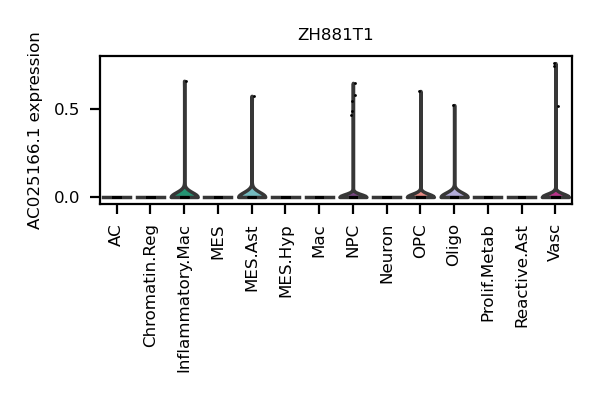 ZH881T1
AC025166.1 expression
0.5
0.0
AC
Chromatin.Reg
Inflammatory.Mac
MES
MES.Ast
MES.Hyp
Mac
NPC
Neuron
OPC
Oligo
Prolif.Metab
Reactive.Ast
Vasc